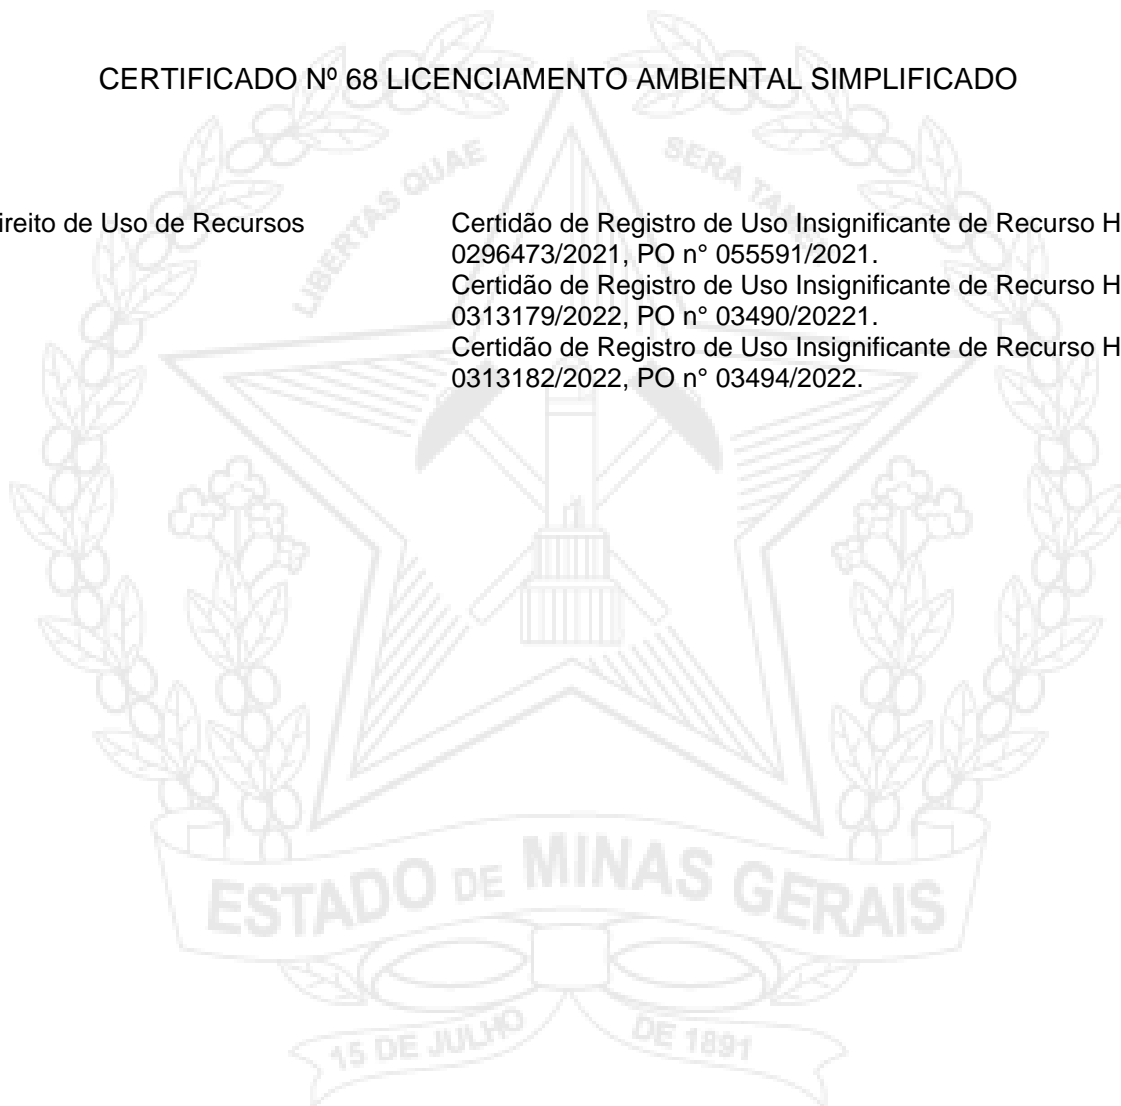 CERTIFICADO Nº 68 LICENCIAMENTO AMBIENTAL SIMPLIFICADO
LIBERTAS QUAE SERA TAMEN
ireito de Uso de Recursos
Certidão de Registro de Uso Insignificante de Recurso H
0296473/2021, PO n° 055591/2021.
Certidão de Registro de Uso Insignificante de Recurso H
0313179/2022, PO n° 03490/20221.
Certidão de Registro de Uso Insignificante de Recurso H
0313182/2022, PO n° 03494/2022.
ESTADO DE MINAS GERAIS
15 DE JULHO DE 1891